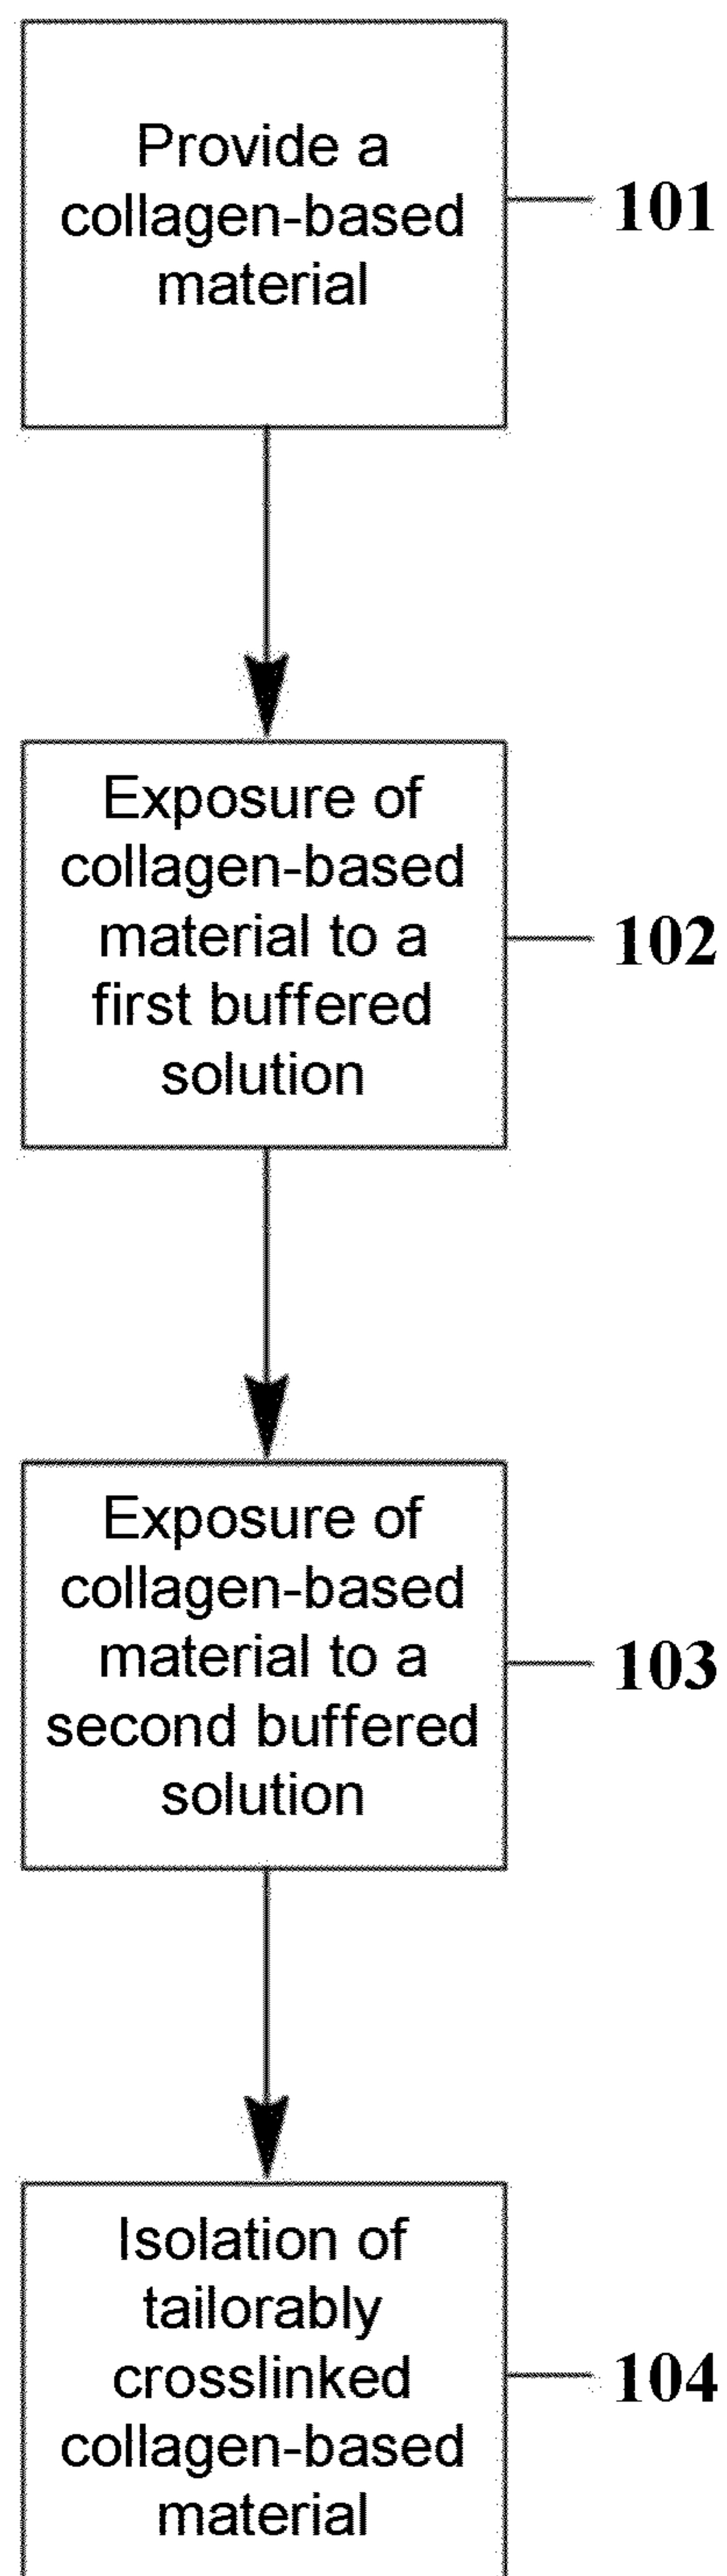 Provide a
collagen-based
material
101
Exposure of
collagen-based
material to a
first buffered
solution
102
Exposure of
collagen-based
material to a
second buffered
solution
103
Isolation of
tailorably
crosslinked
collagen-based
material
104